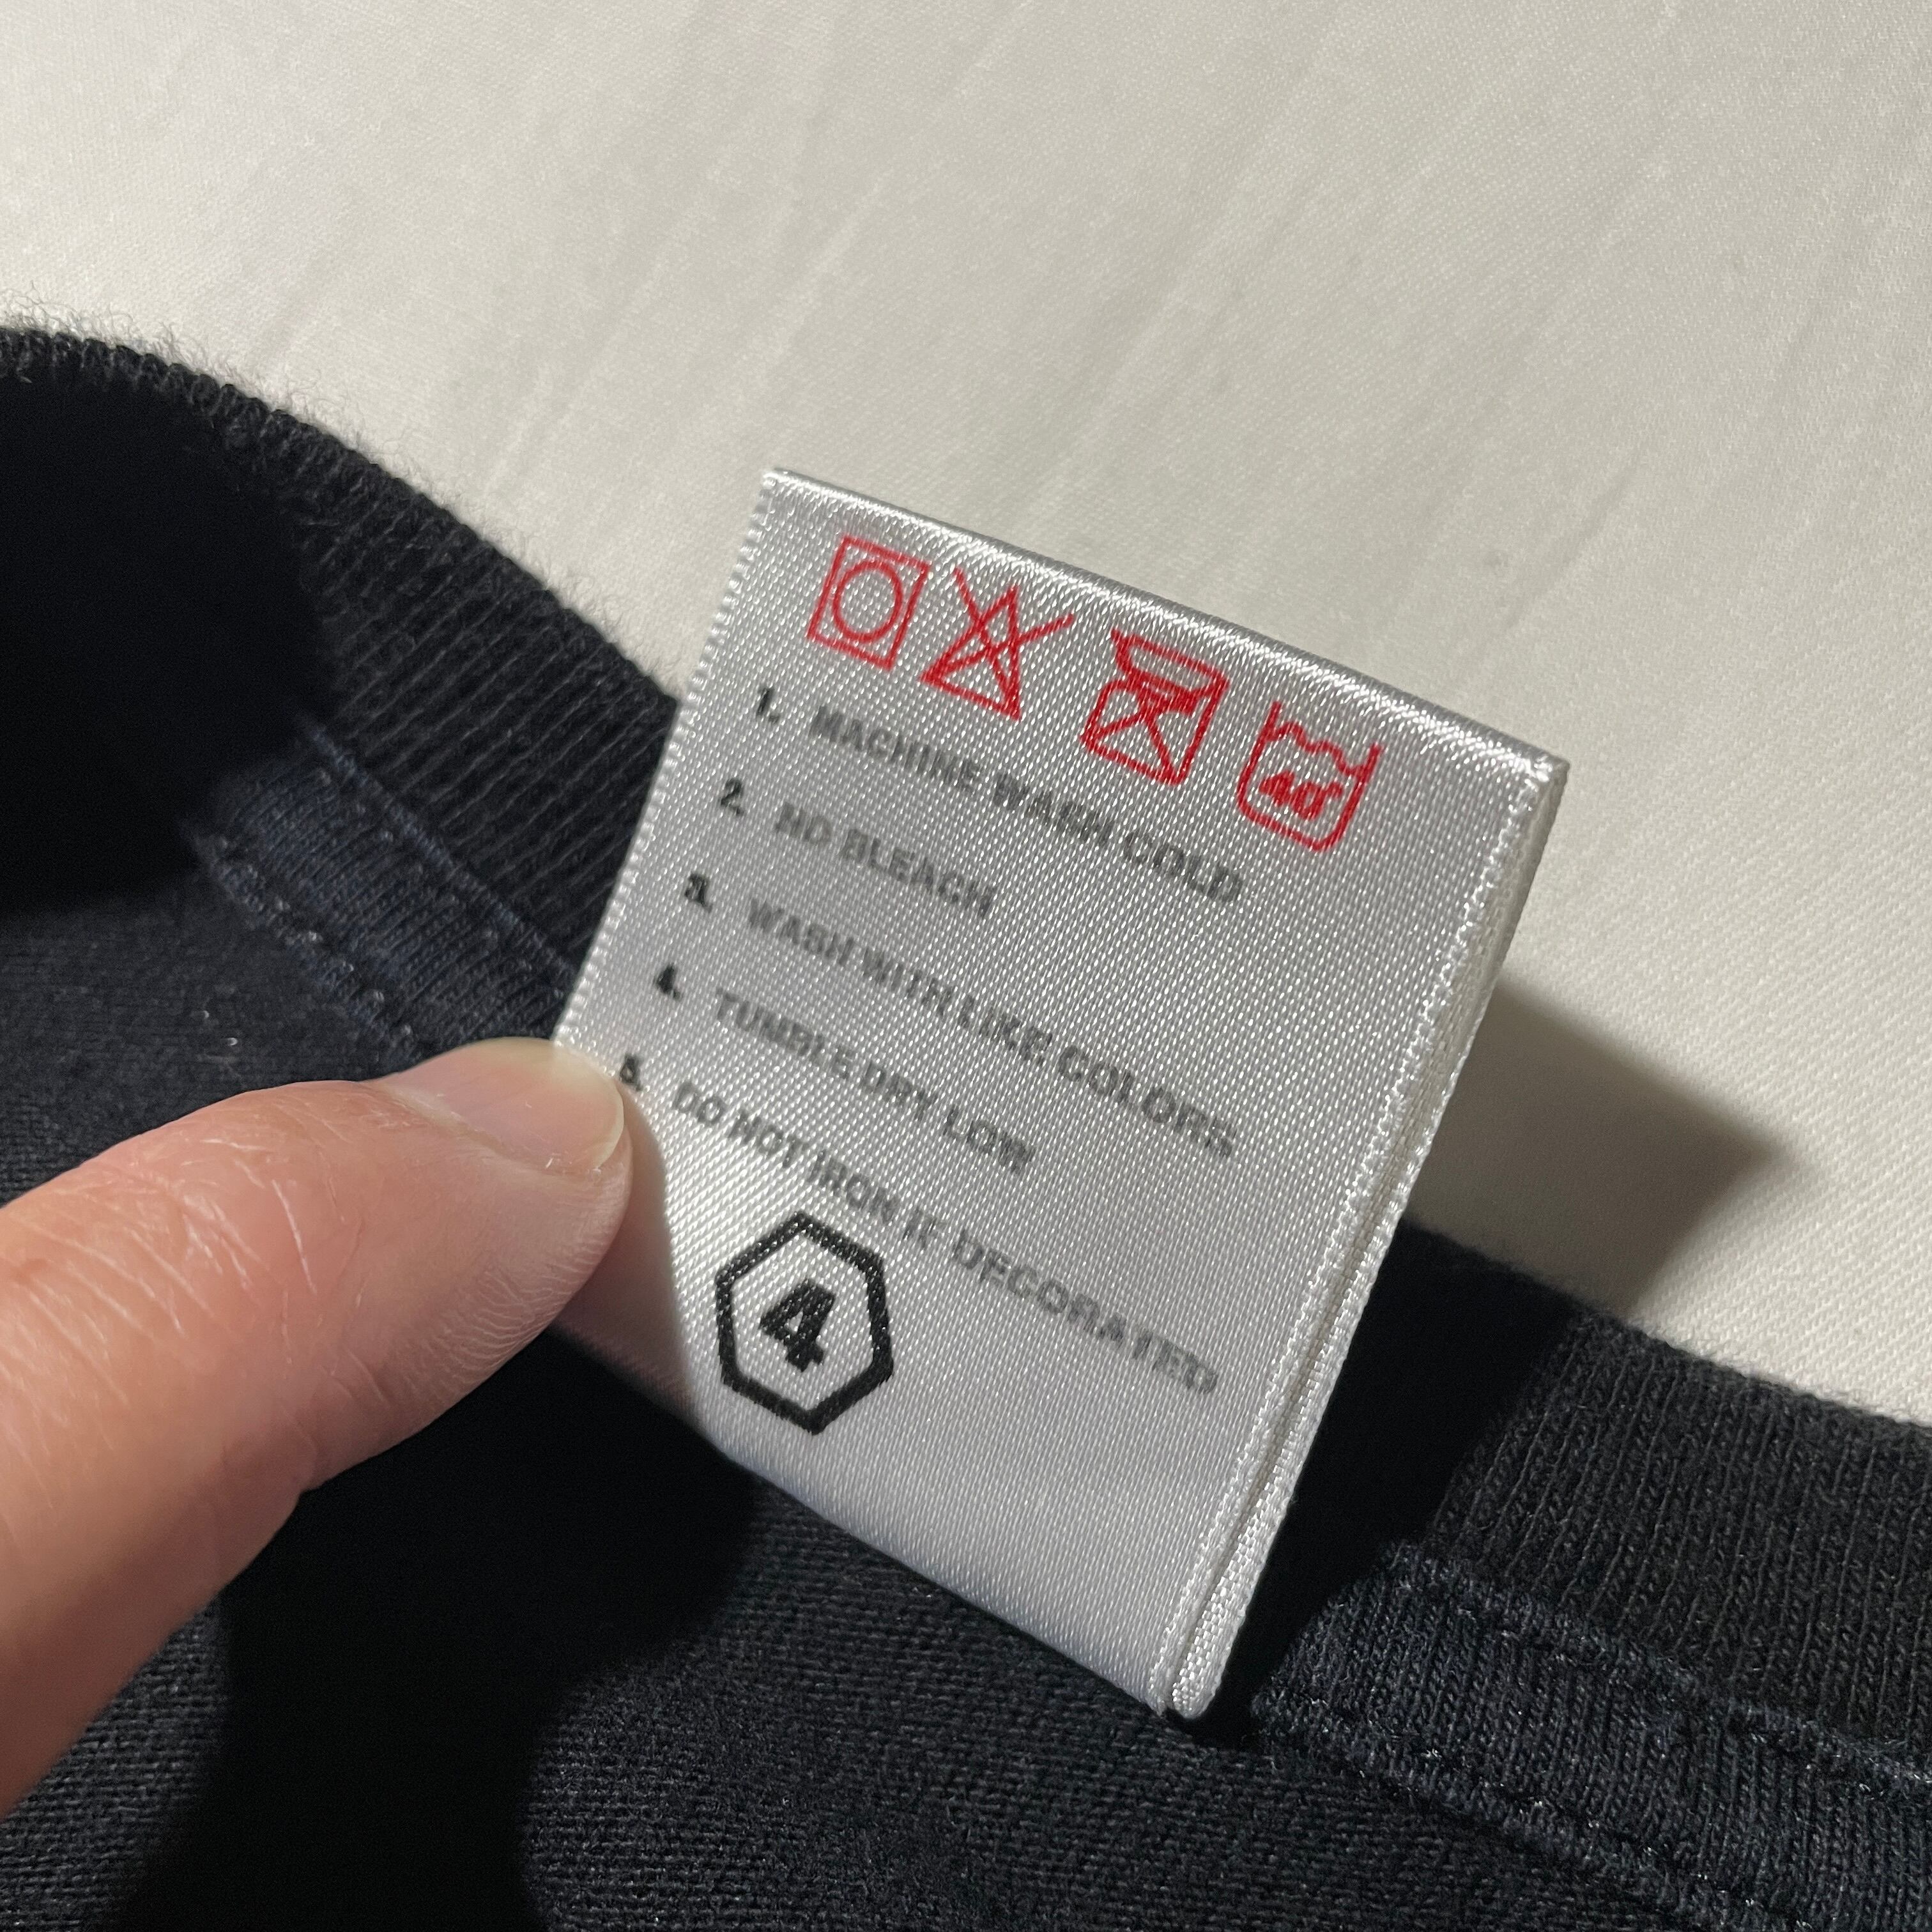 40°
1. MACHINE WASH COLD
2. NO BLEACH
3. WASH WITH LIKE COLORS
4. TUMBLE DRY LOW
5. DO NOT IRON IF DECORATED
4